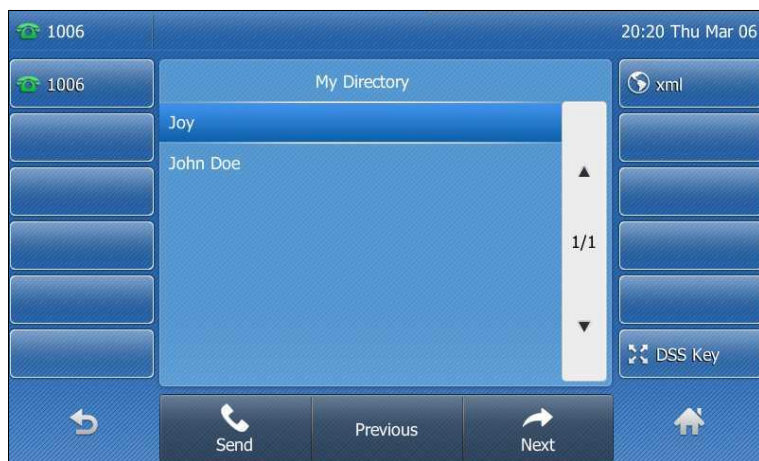 1006
20:20 Thu Mar 06
1006
My Directory
xml
Joy
John Doe
1/1
DSS Key
Send
Previous
Next